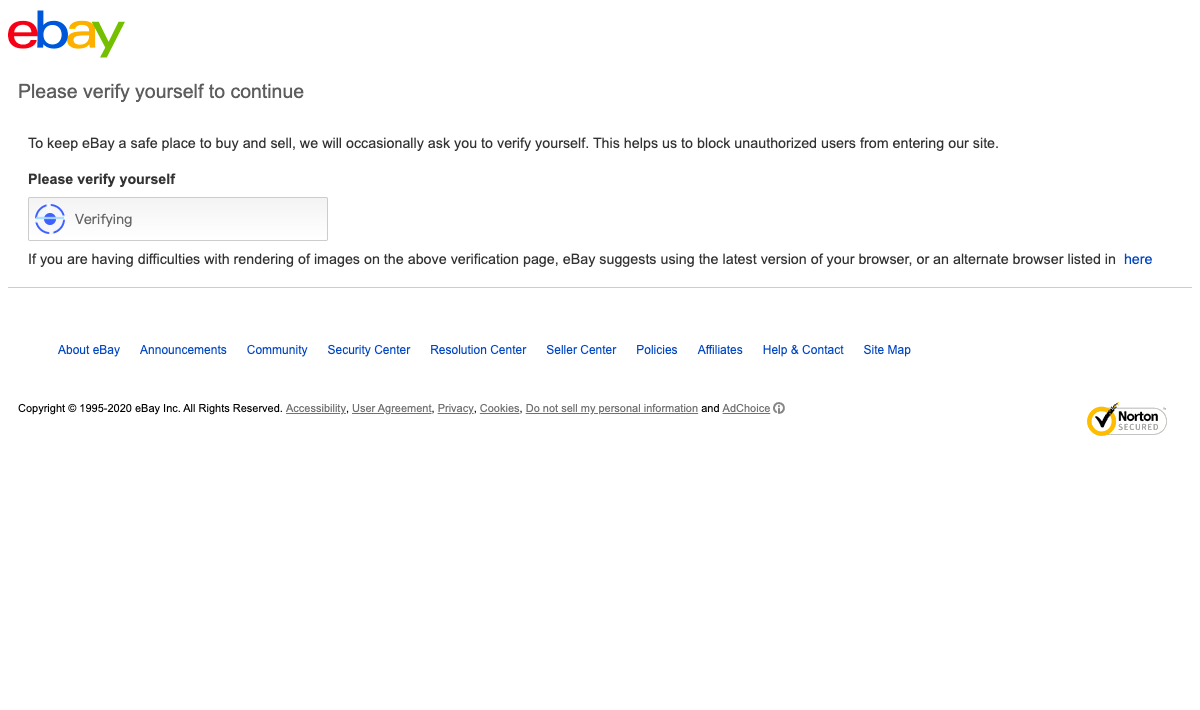 ebay
Please verify yourself to continue
To keep eBay a safe place to buy and sell, we will occasionally ask you to verify yourself. This helps us to block unauthorized users from entering our site.
Please verify yourself
Verifying
If you are having difficulties with rendering of images on the above verification page, eBay suggests using the latest version of your browser, or an alternate browser listed in here
About eBay Announcements Community Security Center Resolution Center Seller Center Policies Affiliates Help & Contact Site Map
Copyright © 1995-2020 eBay Inc. All Rights Reserved. Accessibility, User Agreement, Privacy, Cookies, Do not sell my personal information and AdChoice
Norton
SECURED